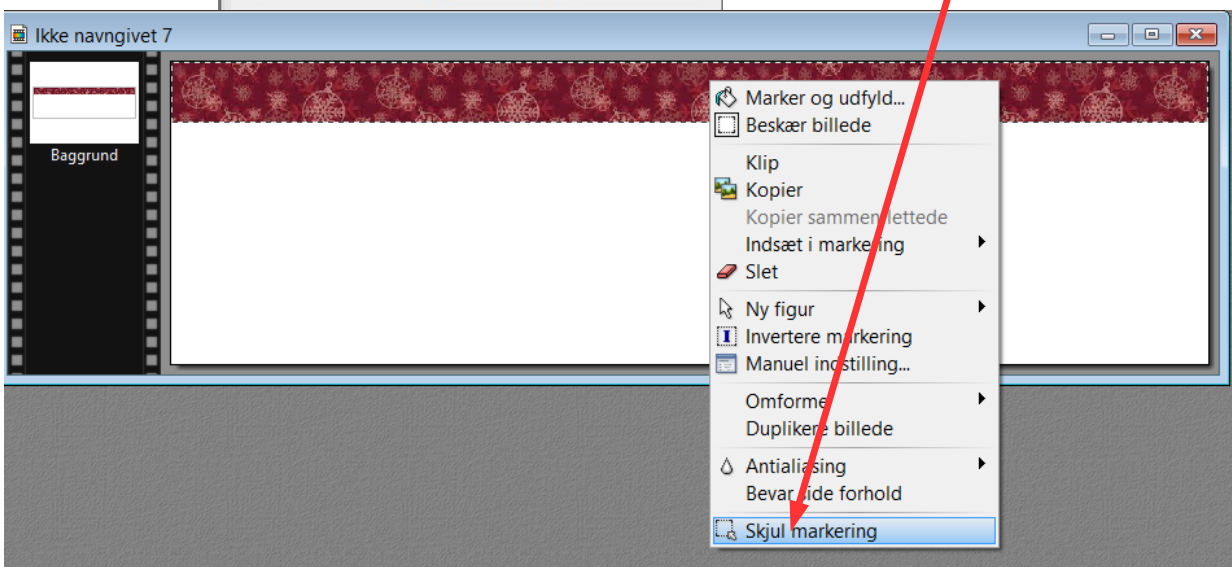 Ikke navngivet 7
Baggrund
Marker og udfyld...
Beskær billede
Klip
Kopier
Kopier sammenflettede
Indsæt i markering
Slet
Ny figur
Invertere markering
Manuel indstilling...
Omforme
Duplikere billede
Antialiasing
Bevar side forhold
Skjul markering